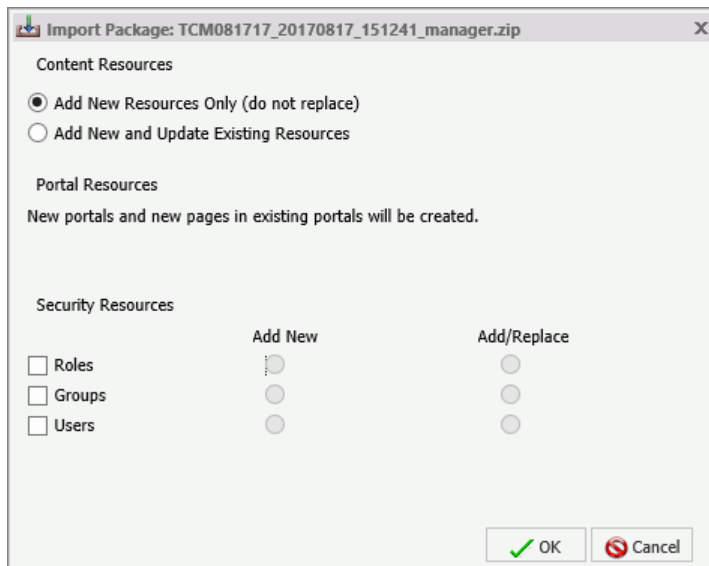 Import Package: TCM081717_20170817_151241_manager.zip X
Content Resources
Add New Resources Only (do not replace)
Add New and Update Existing Resources
Portal Resources
New portals and new pages in existing portals will be created.
Security Resources
Add New Add/Replace
Roles
Groups
Users
OK Cancel